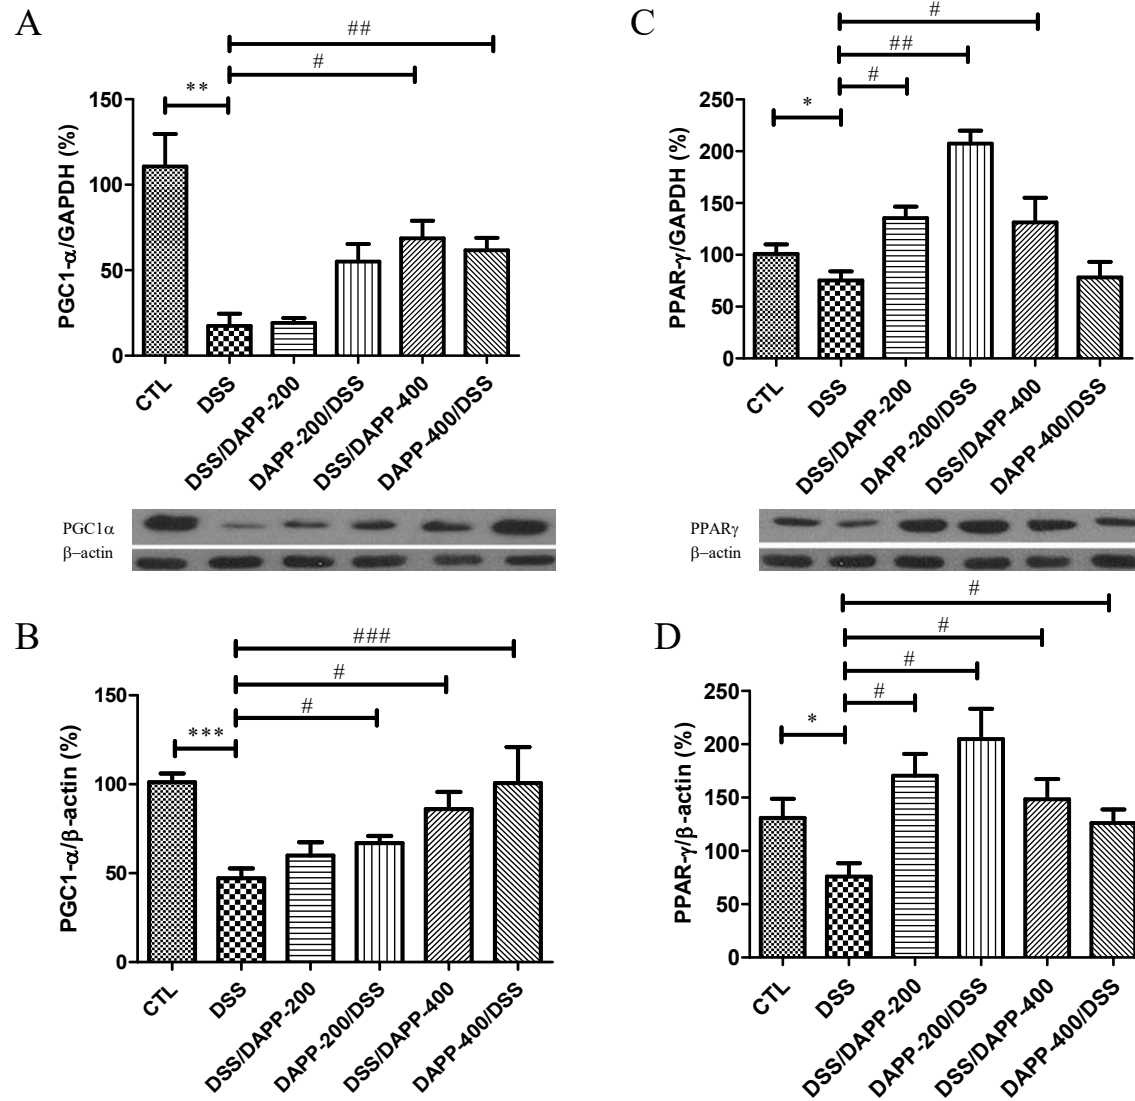 A
##
#
**
PGC1-α/GAPDH (%)
150
100
50
0
CTL
DSS
DSS/DAPP-200
DAPP-200/DSS
DSS/DAPP-400
DAPP-400/DSS
PGC1α
β–actin
C
#
##
#
*
PPAR-γ/GAPDH (%)
250
200
150
100
50
0
CTL
DSS
DSS/DAPP-200
DAPP-200/DSS
DSS/DAPP-400
DAPP-400/DSS
PPARγ
β–actin
B
###
#
#
***
PGC1-α/β-actin (%)
150
100
50
0
CTL
DSS
DSS/DAPP-200
DAPP-200/DSS
DSS/DAPP-400
DAPP-400/DSS
D
#
#
#
#
*
PPAR-γ/β-actin (%)
250
200
150
100
50
0
CTL
DSS
DSS/DAPP-200
DAPP-200/DSS
DSS/DAPP-400
DAPP-400/DSS